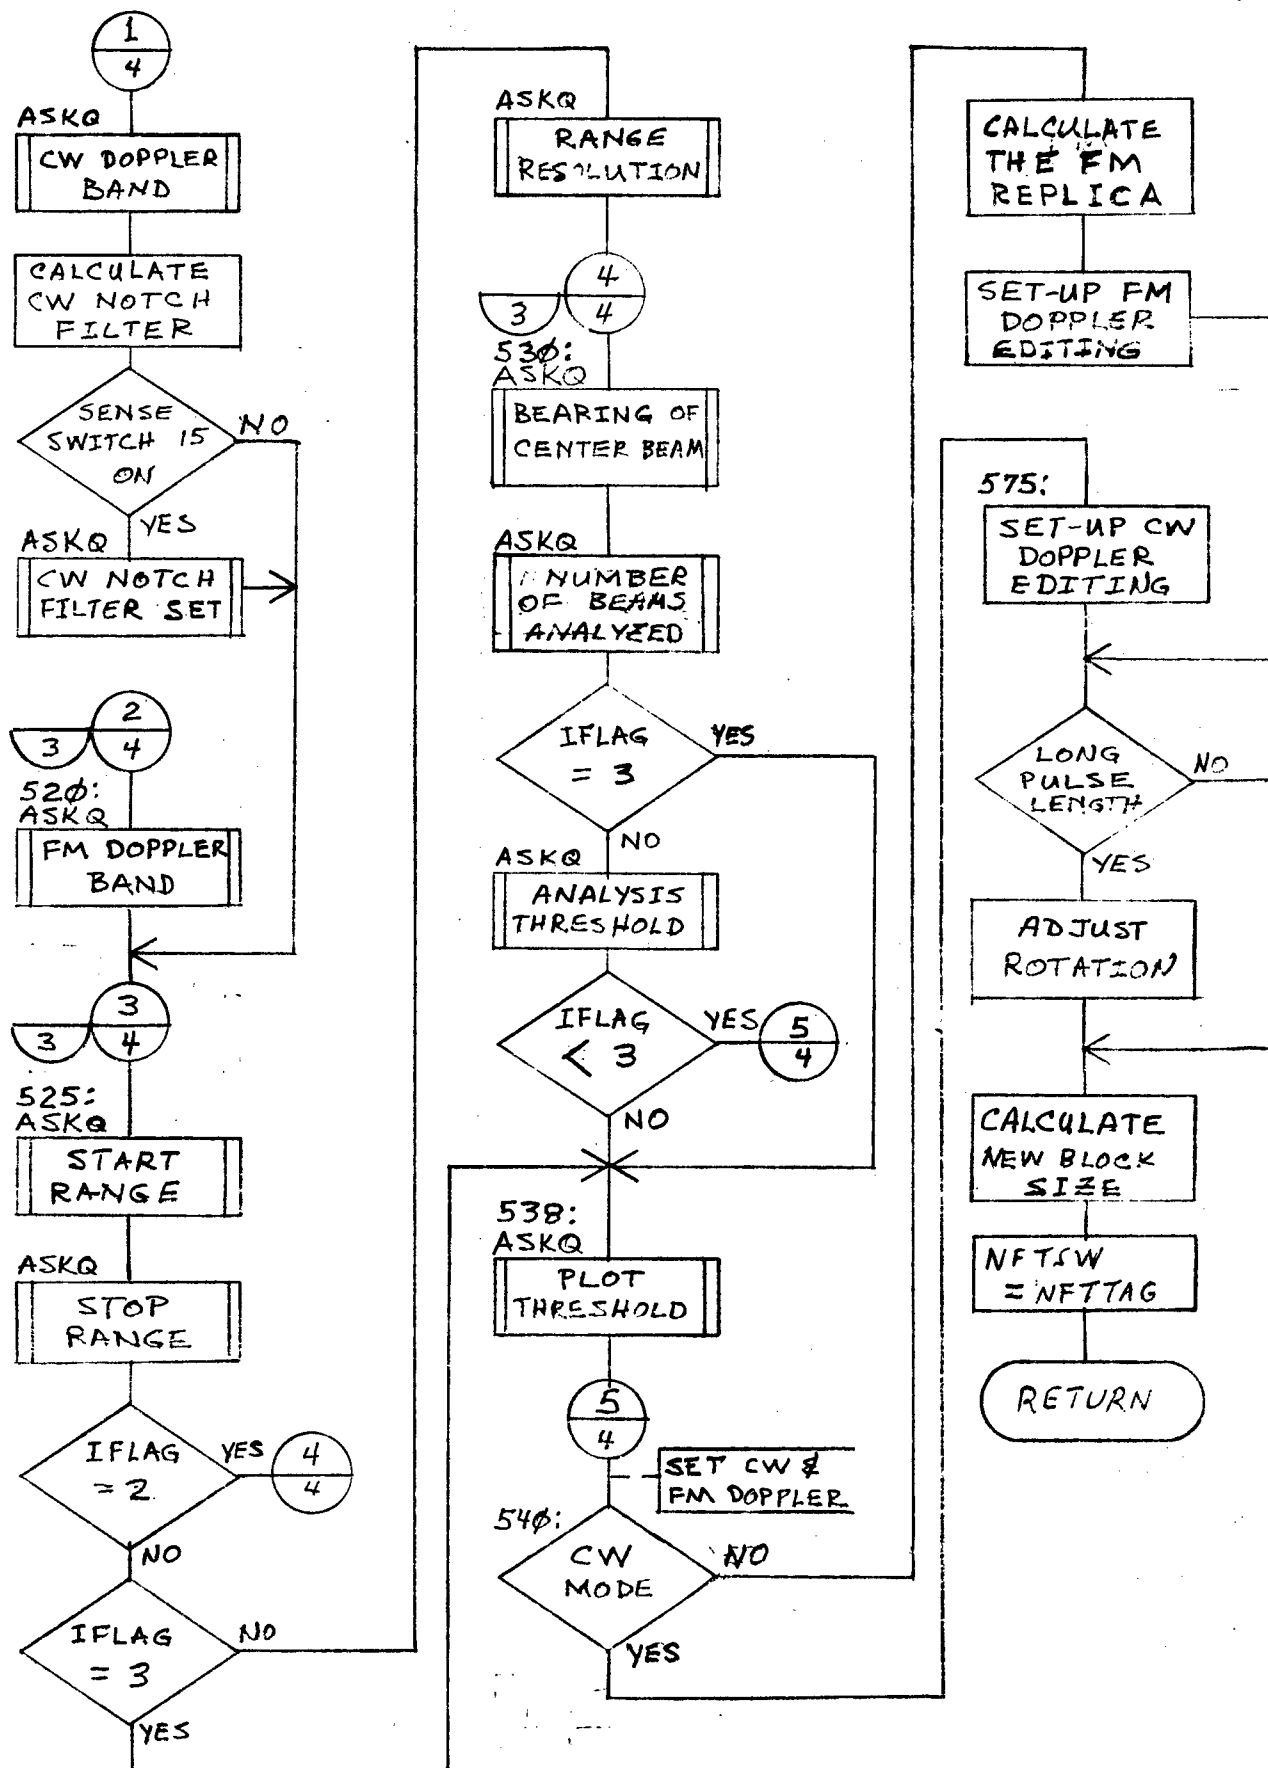 1
4
ASKQ
CW DOPPLER
BAND
CALCULATE
CW NOTCH
FILTER
SENSE
SWITCH 15
ON
NO
YES
ASKQ
CW NOTCH
FILTER SET
2
3
4
52ø:
ASKQ
FM DOPPLER
BAND
3
3
4
525:
ASKQ
START
RANGE
ASKQ
STOP
RANGE
IFLAG
= 2
YES
4
4
NO
IFLAG
= 3
NO
YES
ASKQ
RANGE
RESOLUTION
4
3
4
53ø:
ASKQ
BEARING OF
CENTER BEAM
ASKQ
NUMBER
OF BEAMS
ANALYZED
IFLAG
= 3
YES
NO
ASKQ
ANALYSIS
THRESHOLD
IFLAG
< 3
YES
5
4
NO
538:
ASKQ
PLOT
THRESHOLD
5
4
SET CW &
FM DOPPLER
54ø:
CW
MODE
NO
YES
CALCULATE
THE FM
REPLICA
SET-UP FM
DOPPLER
EDITING
575:
SET-UP CW
DOPPLER
EDITING
LONG
PULSE
LENGTH
NO
YES
ADJUST
ROTATION
CALCULATE
NEW BLOCK
SIZE
NFTSW
= NFTTAG
RETURN